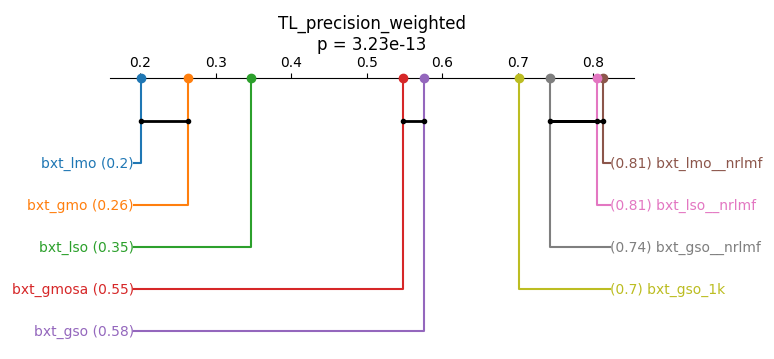 TL_precision_weighted
p = 3.23e-13
0.2 0.3 0.4 0.5 0.6 0.7 0.8
bxt_lmo (0.2)
(0.81) bxt_lmo__nrlmf
bxt_gmo (0.26)
(0.81) bxt_lso__nrlmf
bxt_lso (0.35)
(0.74) bxt_gso__nrlmf
bxt_gmosa (0.55)
(0.7) bxt_gso_1k
bxt_gso (0.58)